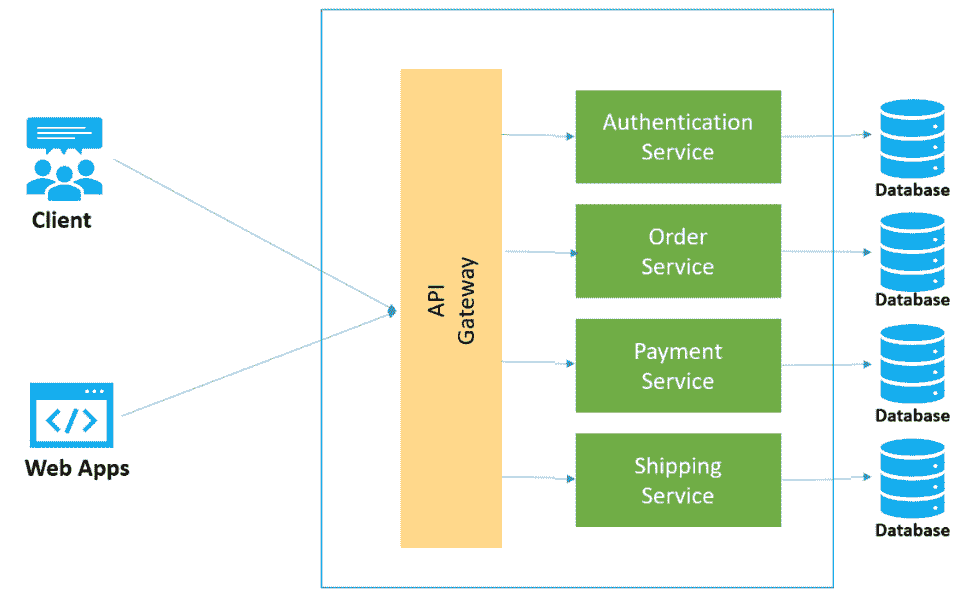 Client
Web Apps
API
Gateway
Authentication
Service
Order
Service
Payment
Service
Shipping
Service
Database
Database
Database
Database